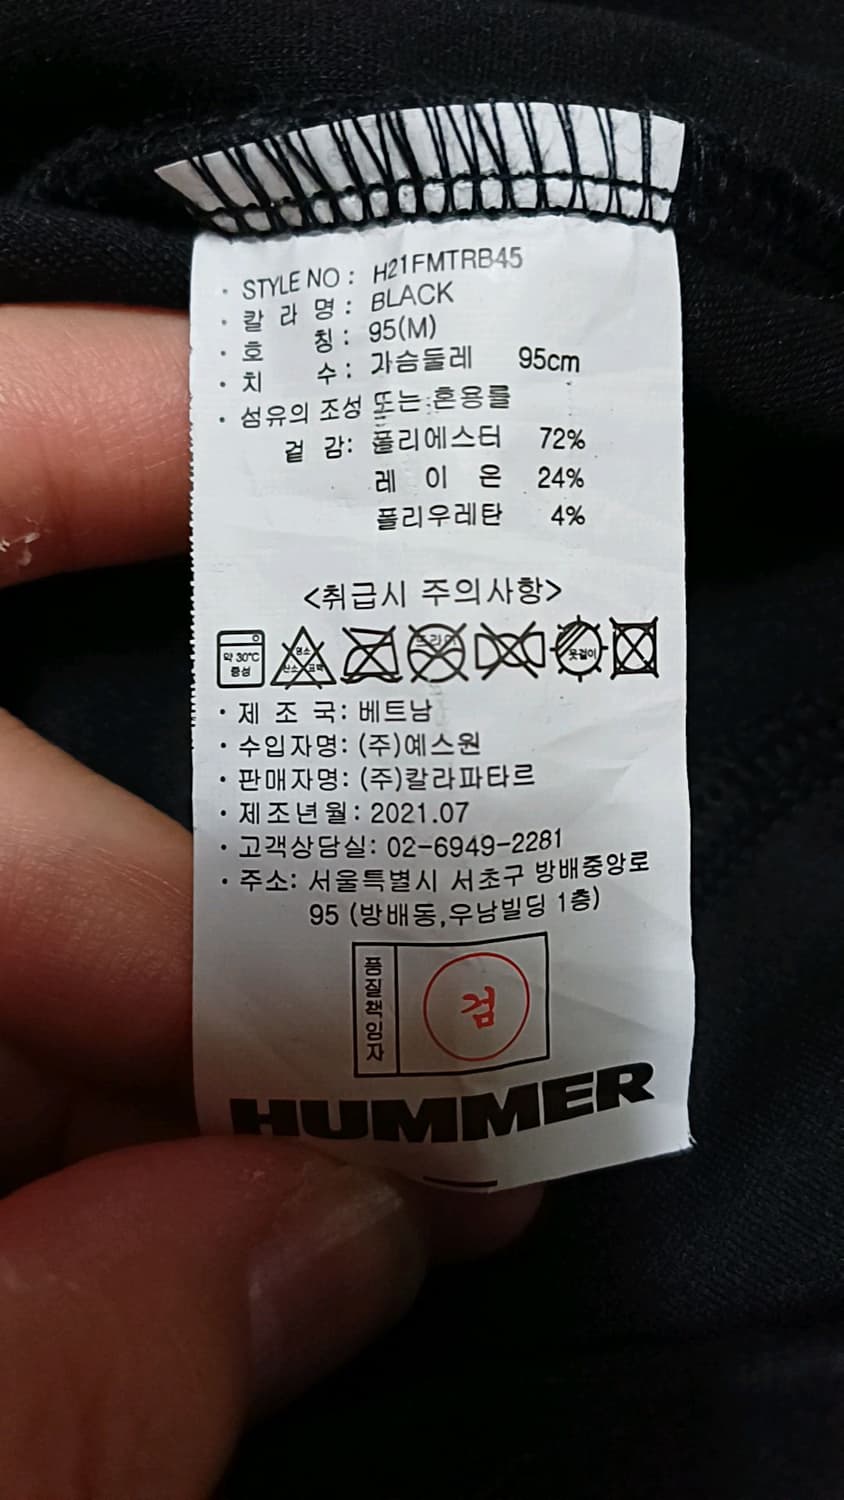 · STYLE NO : H21FMTRB45
· 칼 라 명 : BLACK
· 호 칭 : 95(M)
· 치 수 : 가슴둘레 95cm
· 섬유의 조성 또는 혼용률
겉 감: 폴리에스터 72%
레 이 온 24%
폴리우레탄 4%
<취급시 주의사항>
약 30℃ 중성 염소 산소 표백 드라이 옷걸이
· 제 조 국: 베트남
· 수입자명: (주)예스원
· 판매자명: (주)칼라파타르
· 제조년월: 2021.07
· 고객상담실: 02-6949-2281
· 주소: 서울특별시 서초구 방배중앙로
95 (방배동,우남빌딩 1층)
품질책임자 검
HUMMER